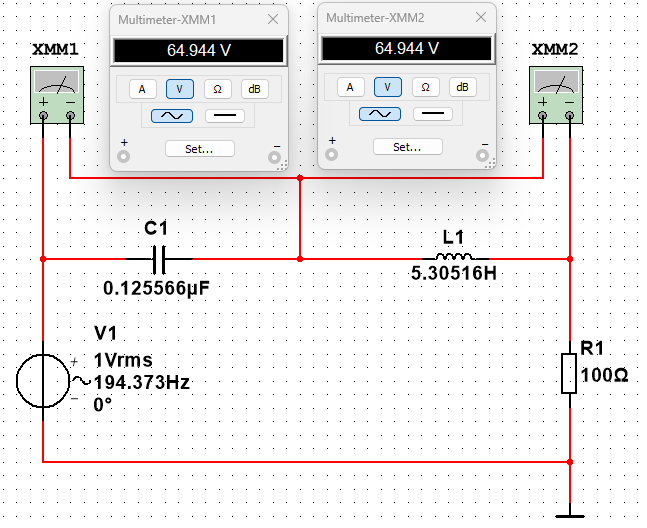 Multimeter-XMM1
64.944 V
A V Ω dB
+ Set... −
Multimeter-XMM2
64.944 V
A V Ω dB
+ Set... −
XMM1
+ −
XMM2
+ −
C1
0.125566µF
L1
5.30516H
V1
+
1Vrms
194.373Hz
−
0°
R1
100Ω